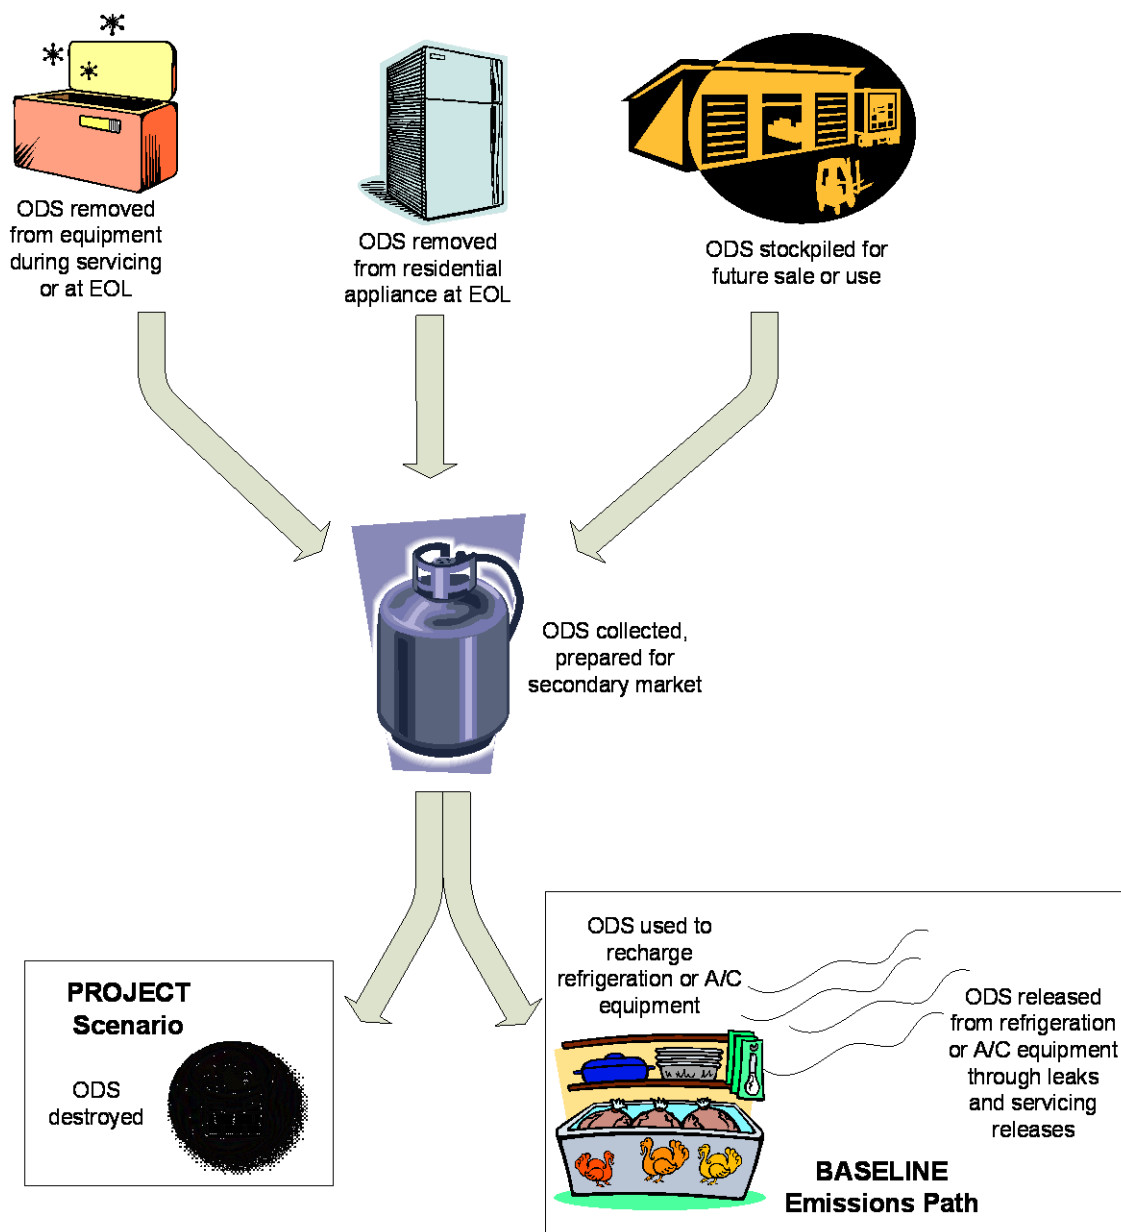 ODS removed
from equipment
during servicing
or at EOL
ODS removed
from residential
appliance at EOL
ODS stockpiled for
future sale or use
ODS collected,
prepared for
secondary market
PROJECT
Scenario
ODS
destroyed
ODS used to
recharge
refrigeration or A/C
equipment
ODS released
from refrigeration
or A/C equipment
through leaks
and servicing
releases
BASELINE
Emissions Path